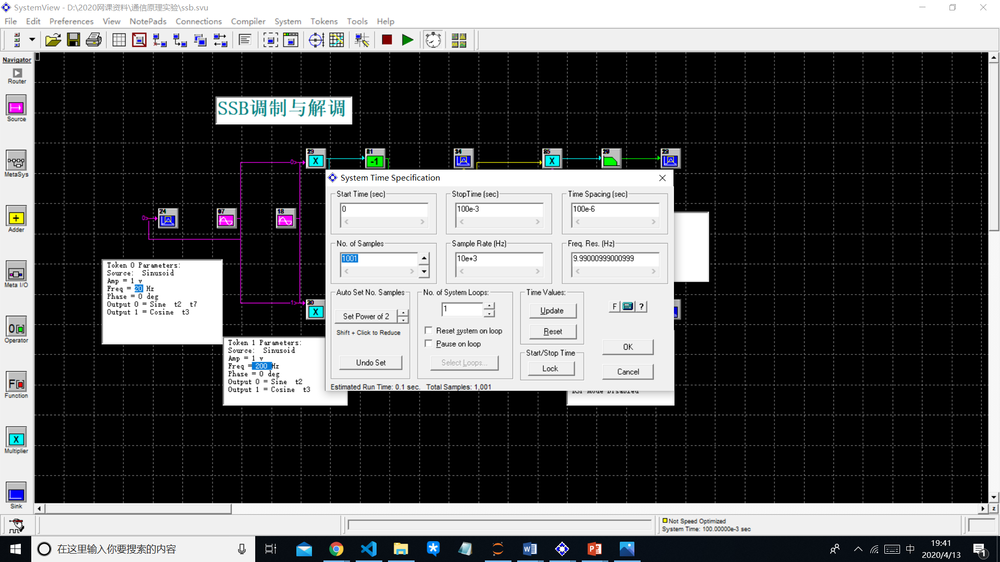 SystemView - D:\2020网课资料\通信原理实验\ssb.svu
File Edit Preferences View NotePads Connections Compiler System Tokens Tools Help
Navigator
Router
Source
MetaSys
Adder
Meta I/O
Operator
Function
Multiplier
Sink
SSB调制与解调
0>
1>
0>
24
18
Token 0 Parameters:
Source: Sinusoid
Amp = 1 v
Freq = 20 Hz
Phase = 0 deg
Output 0 = Sine t2 t7
Output 1 = Cosine t3
Token 1 Parameters:
Source: Sinusoid
Amp = 1 v
Freq = 200 Hz
Phase = 0 deg
Output 0 = Sine t2
Output 1 = Cosine t3
System Time Specification
Start Time (sec)
0
StopTime (sec)
100e-3
Time Spacing (sec)
100e-6
No. of Samples
1001
Sample Rate (Hz)
10e+3
Freq. Res. (Hz)
9.99000999000999
Auto Set No. Samples
Set Power of 2
Shift + Click to Reduce
Undo Set
No. of System Loops:
1
Reset system on loop
Pause on loop
Select Loops...
Time Values:
Update
Reset
Start/Stop Time
Lock
F
?
OK
Cancel
Estimated Run Time: 0.1 sec. Total Samples: 1,001
DSP Mode Disabled
Not Speed Optimized
System Time: 100.00000e-3 sec
z
在这里输入你要搜索的内容
中
19:41
2020/4/13
1